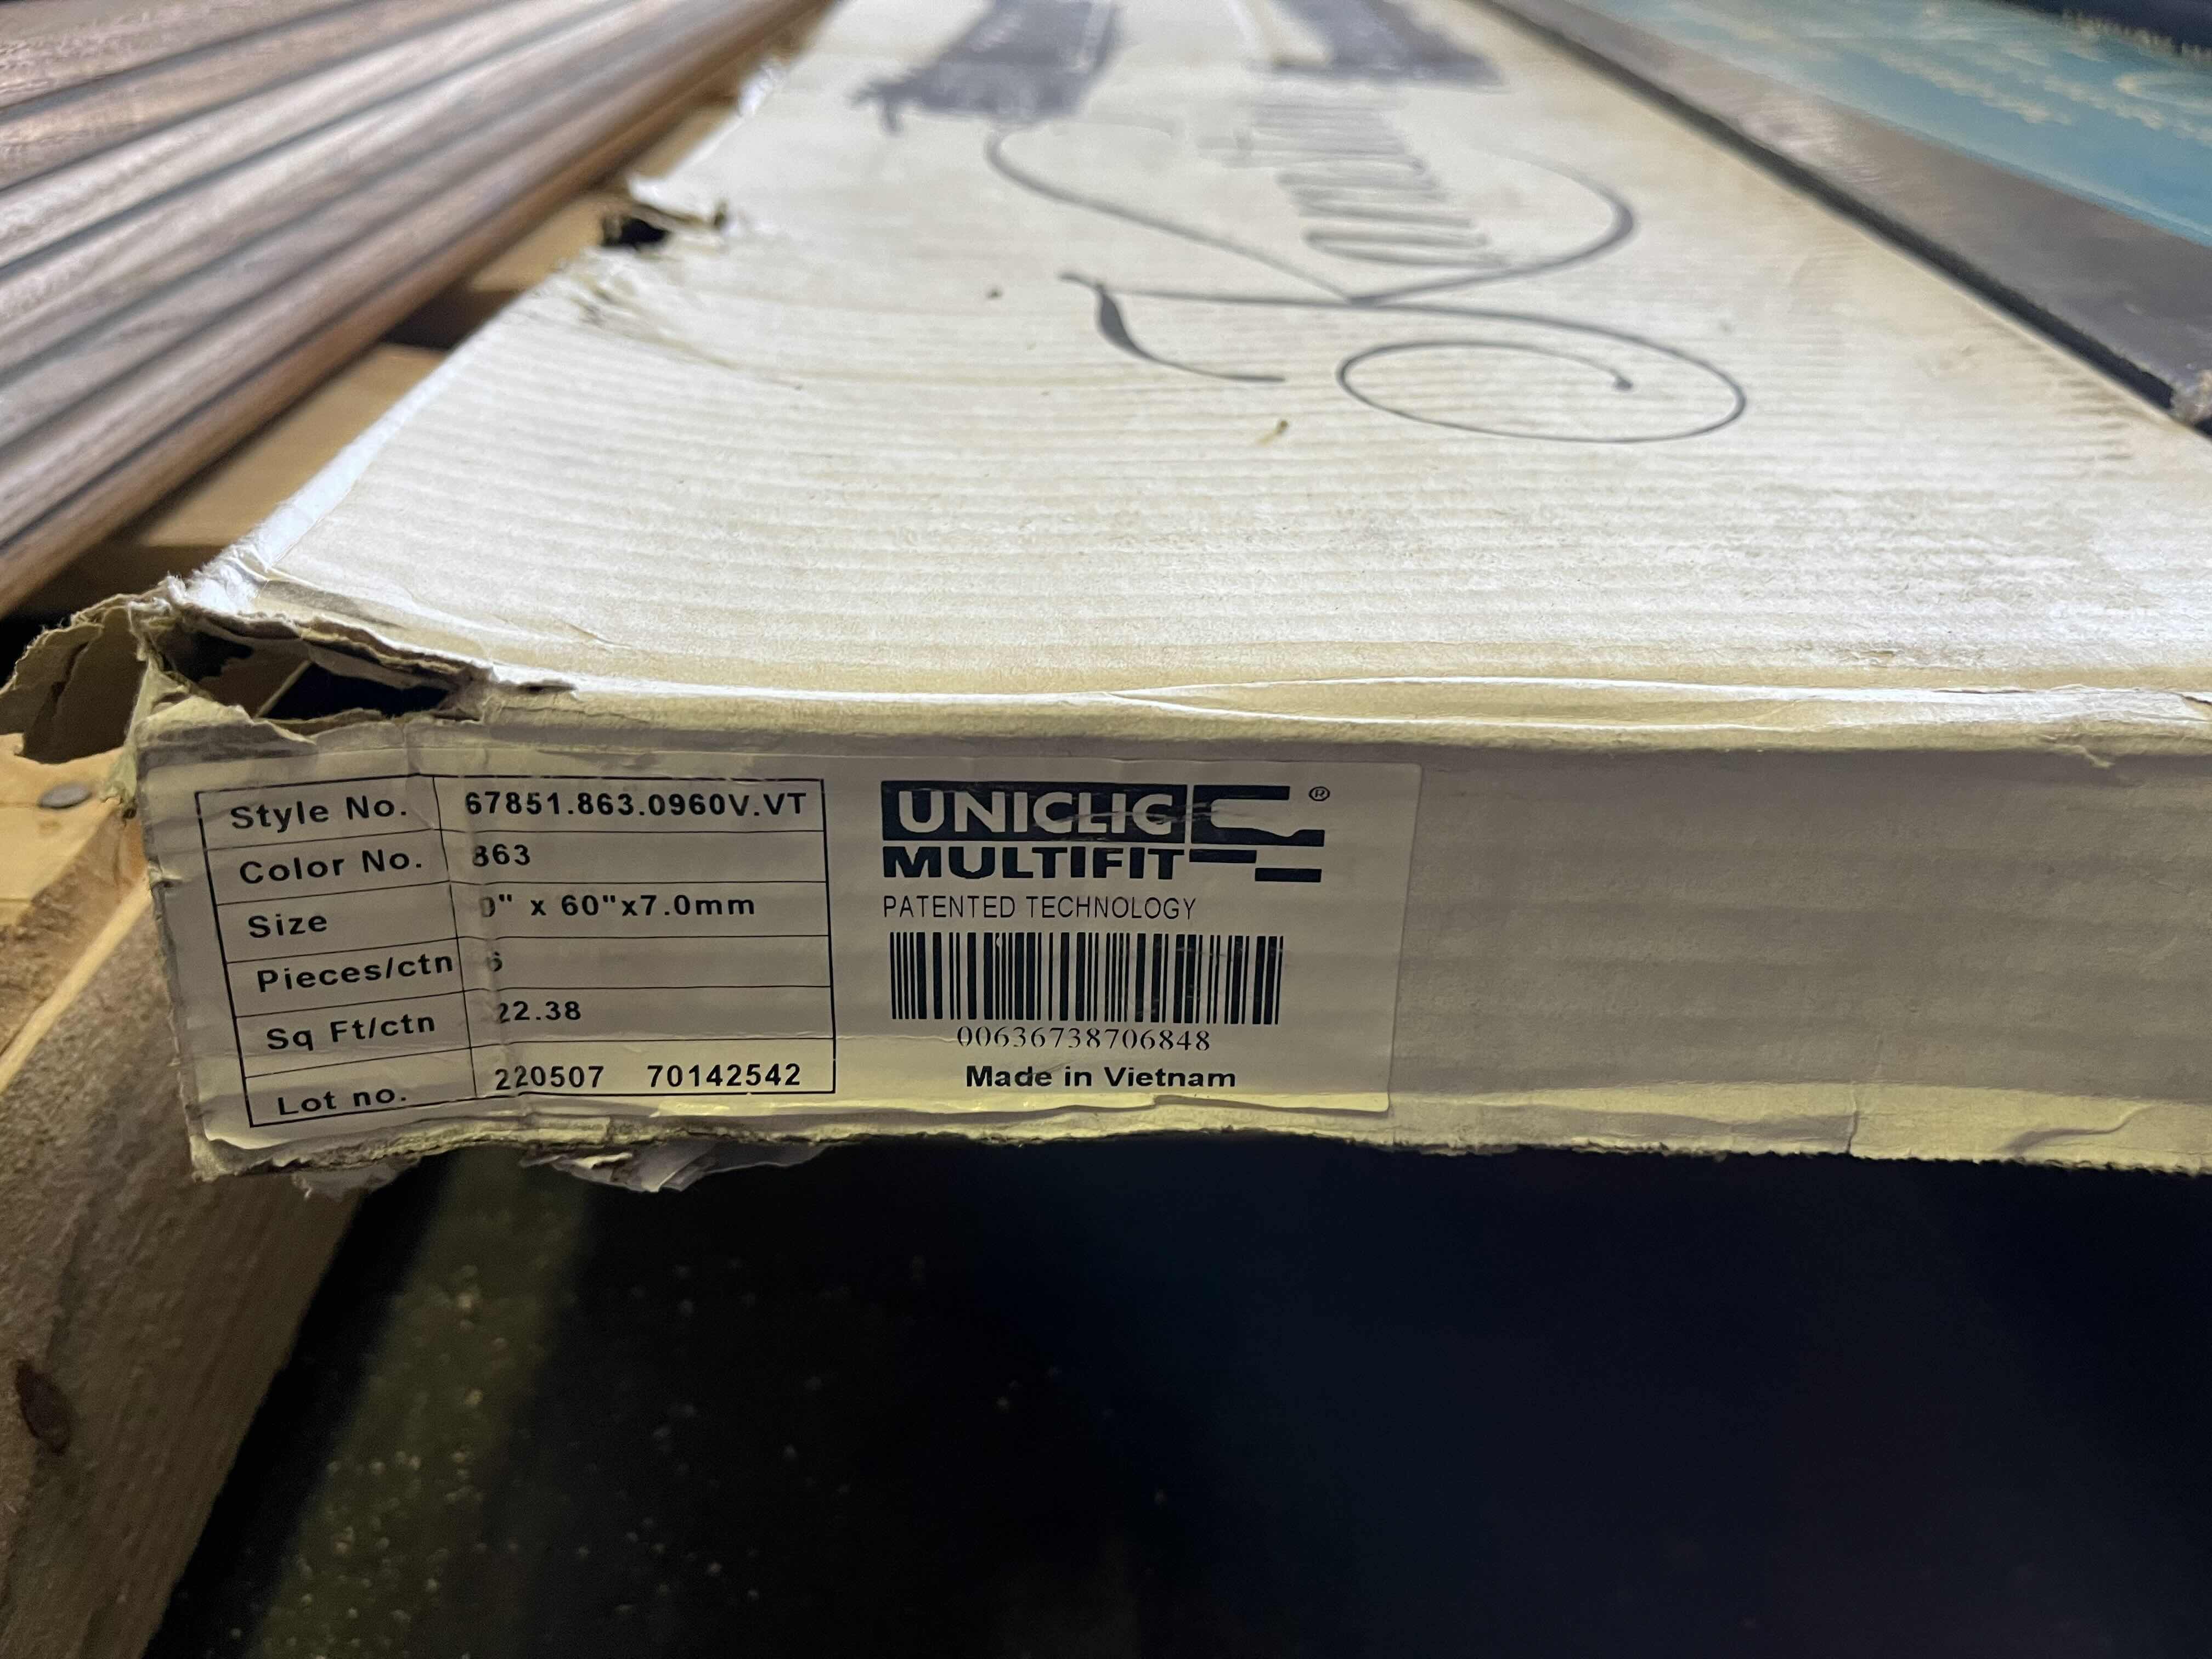 Style No. 67851.863.0960V.VT
Color No. 863
Size " x 60"x7.0mm
Pieces/ctn 6
Sq Ft/ctn 22.38
Lot no. 220507 70142542
UNICLIC ®
MULTIFIT
PATENTED TECHNOLOGY
00636738706848
Made in Vietnam